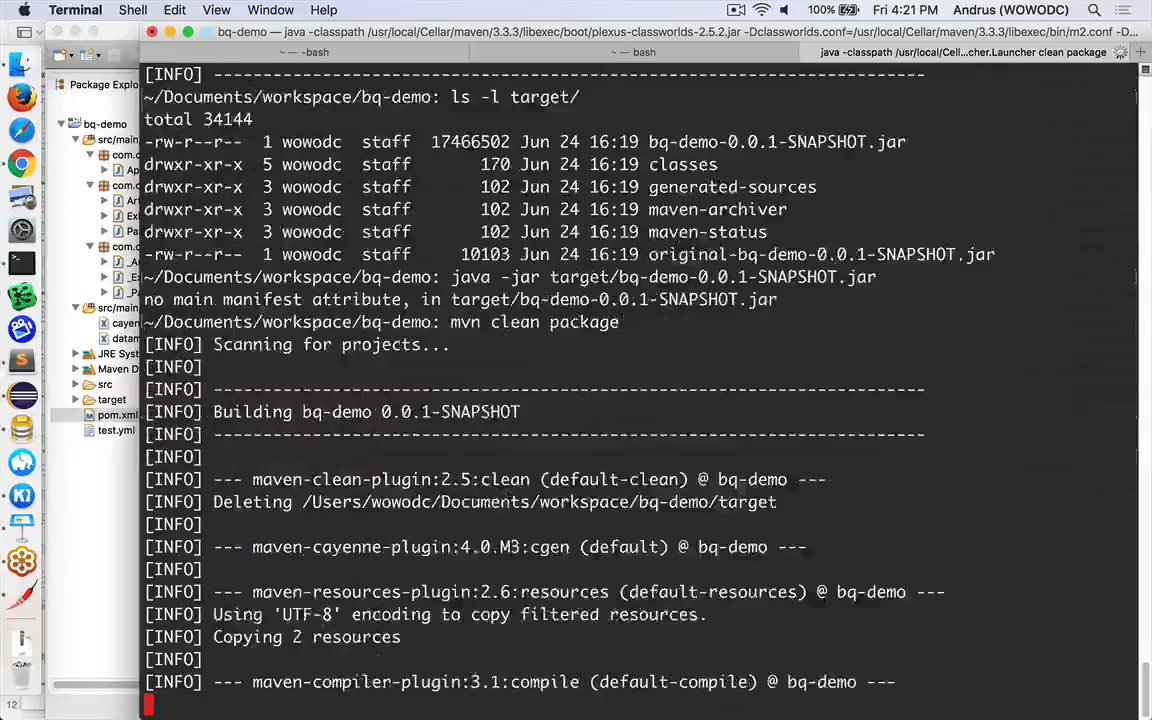 Terminal Shell Edit View Window Help 100% Fri 4:21 PM Andrus (WOWODC)
bq-demo — java -classpath /usr/local/Cellar/maven/3.3.3/libexec/boot/plexus-classworlds-2.5.2.jar -Dclassworlds.conf=/usr/local/Cellar/maven/3.3.3/libexec/bin/m2.conf -D...
~ — -bash
~ — bash
java -classpath /usr/local/Cell...cher.Launcher clean package
Package Explo
bq-demo
src/main
com.c
Ap
com.c
Art
Exi
Pa
com.c
_A
_E
_P
src/main
cayen
datam
JRE Syst
Maven D
src
target
pom.xml
test.yml
12
[INFO] ------------------------------------------------------------------------
~/Documents/workspace/bq-demo: ls -l target/
total 34144
-rw-r--r-- 1 wowodc staff 17466502 Jun 24 16:19 bq-demo-0.0.1-SNAPSHOT.jar
drwxr-xr-x 5 wowodc staff 170 Jun 24 16:19 classes
drwxr-xr-x 3 wowodc staff 102 Jun 24 16:19 generated-sources
drwxr-xr-x 3 wowodc staff 102 Jun 24 16:19 maven-archiver
drwxr-xr-x 3 wowodc staff 102 Jun 24 16:19 maven-status
-rw-r--r-- 1 wowodc staff 10103 Jun 24 16:19 original-bq-demo-0.0.1-SNAPSHOT.jar
~/Documents/workspace/bq-demo: java -jar target/bq-demo-0.0.1-SNAPSHOT.jar
no main manifest attribute, in target/bq-demo-0.0.1-SNAPSHOT.jar
~/Documents/workspace/bq-demo: mvn clean package
[INFO] Scanning for projects...
[INFO]
[INFO] ------------------------------------------------------------------------
[INFO] Building bq-demo 0.0.1-SNAPSHOT
[INFO] ------------------------------------------------------------------------
[INFO]
[INFO] --- maven-clean-plugin:2.5:clean (default-clean) @ bq-demo ---
[INFO] Deleting /Users/wowodc/Documents/workspace/bq-demo/target
[INFO]
[INFO] --- maven-cayenne-plugin:4.0.M3:cgen (default) @ bq-demo ---
[INFO]
[INFO] --- maven-resources-plugin:2.6:resources (default-resources) @ bq-demo ---
[INFO] Using 'UTF-8' encoding to copy filtered resources.
[INFO] Copying 2 resources
[INFO]
[INFO] --- maven-compiler-plugin:3.1:compile (default-compile) @ bq-demo ---